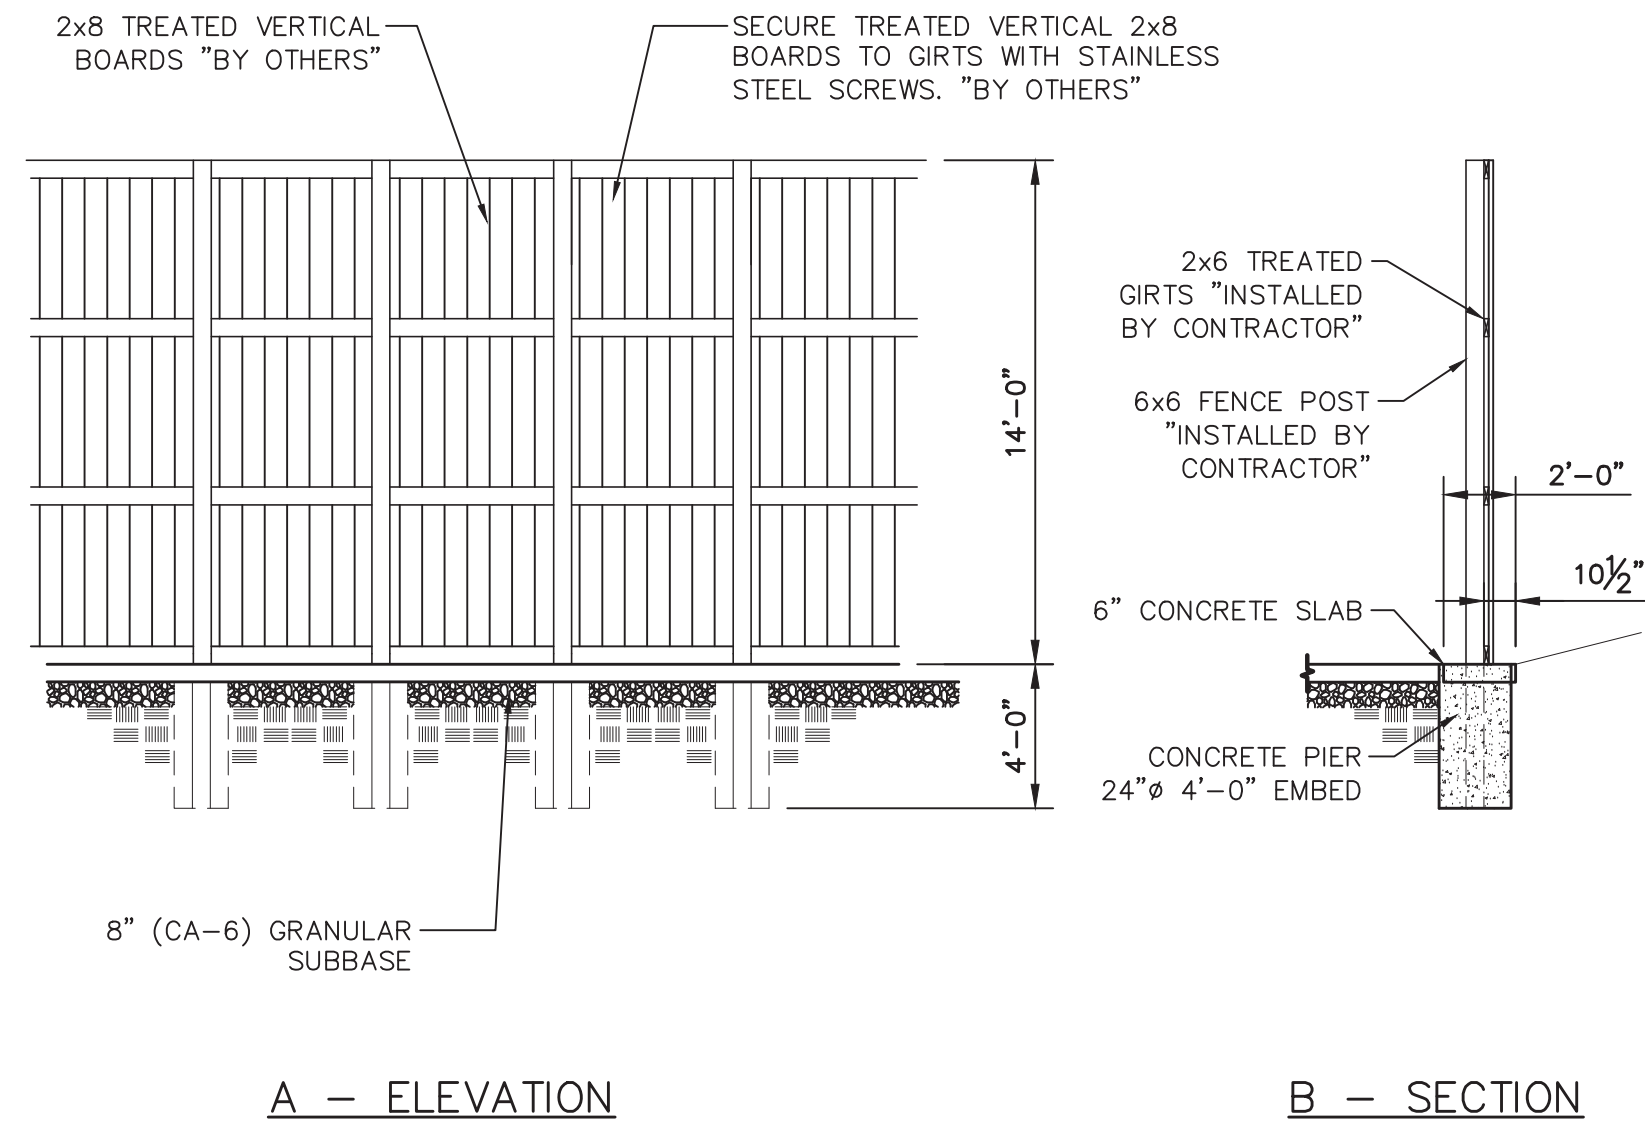 2x8 TREATED VERTICAL
BOARDS "BY OTHERS"
SECURE TREATED VERTICAL 2x8
BOARDS TO GIRTS WITH STAINLESS
STEEL SCREWS. "BY OTHERS"
14'-0"
4'-0"
8" (CA-6) GRANULAR
SUBBASE
A - ELEVATION
2x6 TREATED
GIRTS "INSTALLED
BY CONTRACTOR"
6x6 FENCE POST
"INSTALLED BY
CONTRACTOR"
2'-0"
10½"
6" CONCRETE SLAB
CONCRETE PIER
24"ø 4'-0" EMBED
B - SECTION